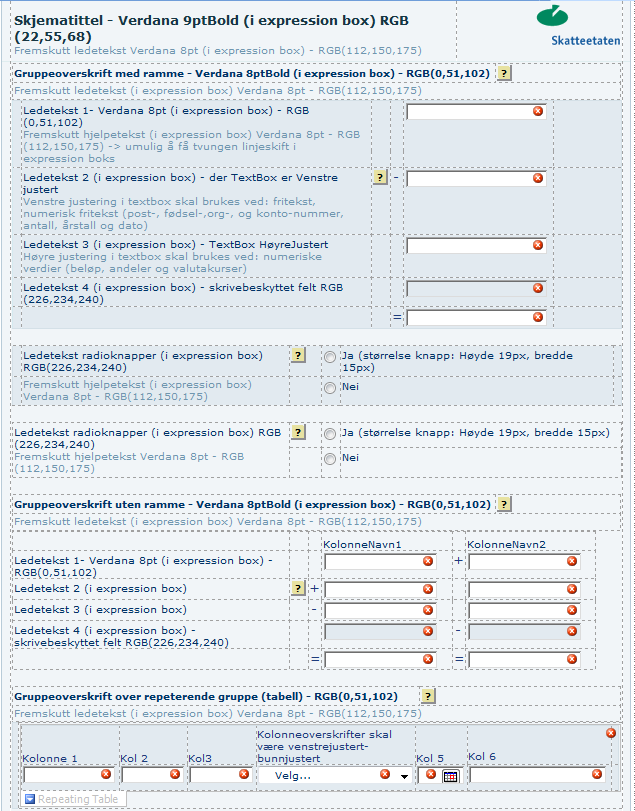 Skjematittel - Verdana 9ptBold (i expression box) RGB
(22,55,68)
Fremskutt ledetekst Verdana 8pt (i expression box) - RGB(112,150,175)
Skatteetaten
Gruppeoverskrift med ramme - Verdana 8ptBold (i expression box) - RGB(0,51,102) ?
Fremskutt ledetekst (i expression box) Verdana 8pt - RGB(112,150,175)
Ledetekst 1- Verdana 8pt (i expression box) - RGB
(0,51,102)
Fremskutt hjelpetekst (i expression box) Verdana 8pt - RGB
(112,150,175) -> umulig å få tvungen linjeskift i
expression boks
Ledetekst 2 (i expression box) - der TextBox er Venstre ? -
justert
Venstre justering i textbox skal brukes ved: fritekst,
numerisk fritekst (post-, fødsel-,org-, og konto-nummer,
antall, årstall og dato)
Ledetekst 3 (i expression box) - TextBox HøyreJustert
Høyre justering i textbox skal brukes ved: numeriske
verdier (beløp, andeler og valutakurser)
Ledetekst 4 (i expression box) - skrivebeskyttet felt RGB
(226,234,240)
=
Ledetekst radioknapper (i expression box) ? Ja (størrelse knapp: Høyde 19px, bredde
RGB(226,234,240) 15px)
Fremskutt hjelpetekst (i expression box) Nei
Verdana 8pt - RGB(112,150,175)
Ledetekst radioknapper (i expression box) RGB ? Ja (størrelse knapp: Høyde 19px, bredde 15px)
(226,234,240)
Fremskutt hjelpetekst Verdana 8pt - RGB Nei
(112,150,175)
Gruppeoverskrift uten ramme - Verdana 8ptBold (i expression box) - RGB(0,51,102) ?
Fremskutt ledetekst (i expression box) Verdana 8pt - RGB(112,150,175)
KolonneNavn1 KolonneNavn2
Ledetekst 1- Verdana 8pt (i expression box) - +
RGB(0,51,102)
Ledetekst 2 (i expression box) ? +
Ledetekst 3 (i expression box) -
Ledetekst 4 (i expression box) - -
skrivebeskyttet felt RGB(226,234,240)
= =
Gruppeoverskrift over repeterende gruppe (tabell) - RGB(0,51,102) ?
Fremskutt ledetekst (i expression box) Verdana 8pt - RGB(112,150,175)
Kolonneoverskrifter skal
være venstrejustert-
Kolonne 1 Kol 2 Kol3 bunnjustert Kol 5 Kol 6
Velg...
Repeating Table